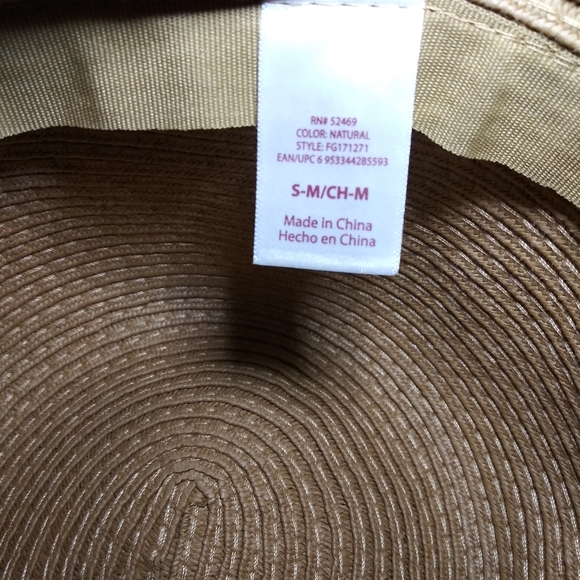 RN# 52469
COLOR: NATURAL
STYLE: FG171271
EAN/UPC 6 953344285593
S-M/CH-M
Made in China
Hecho en China